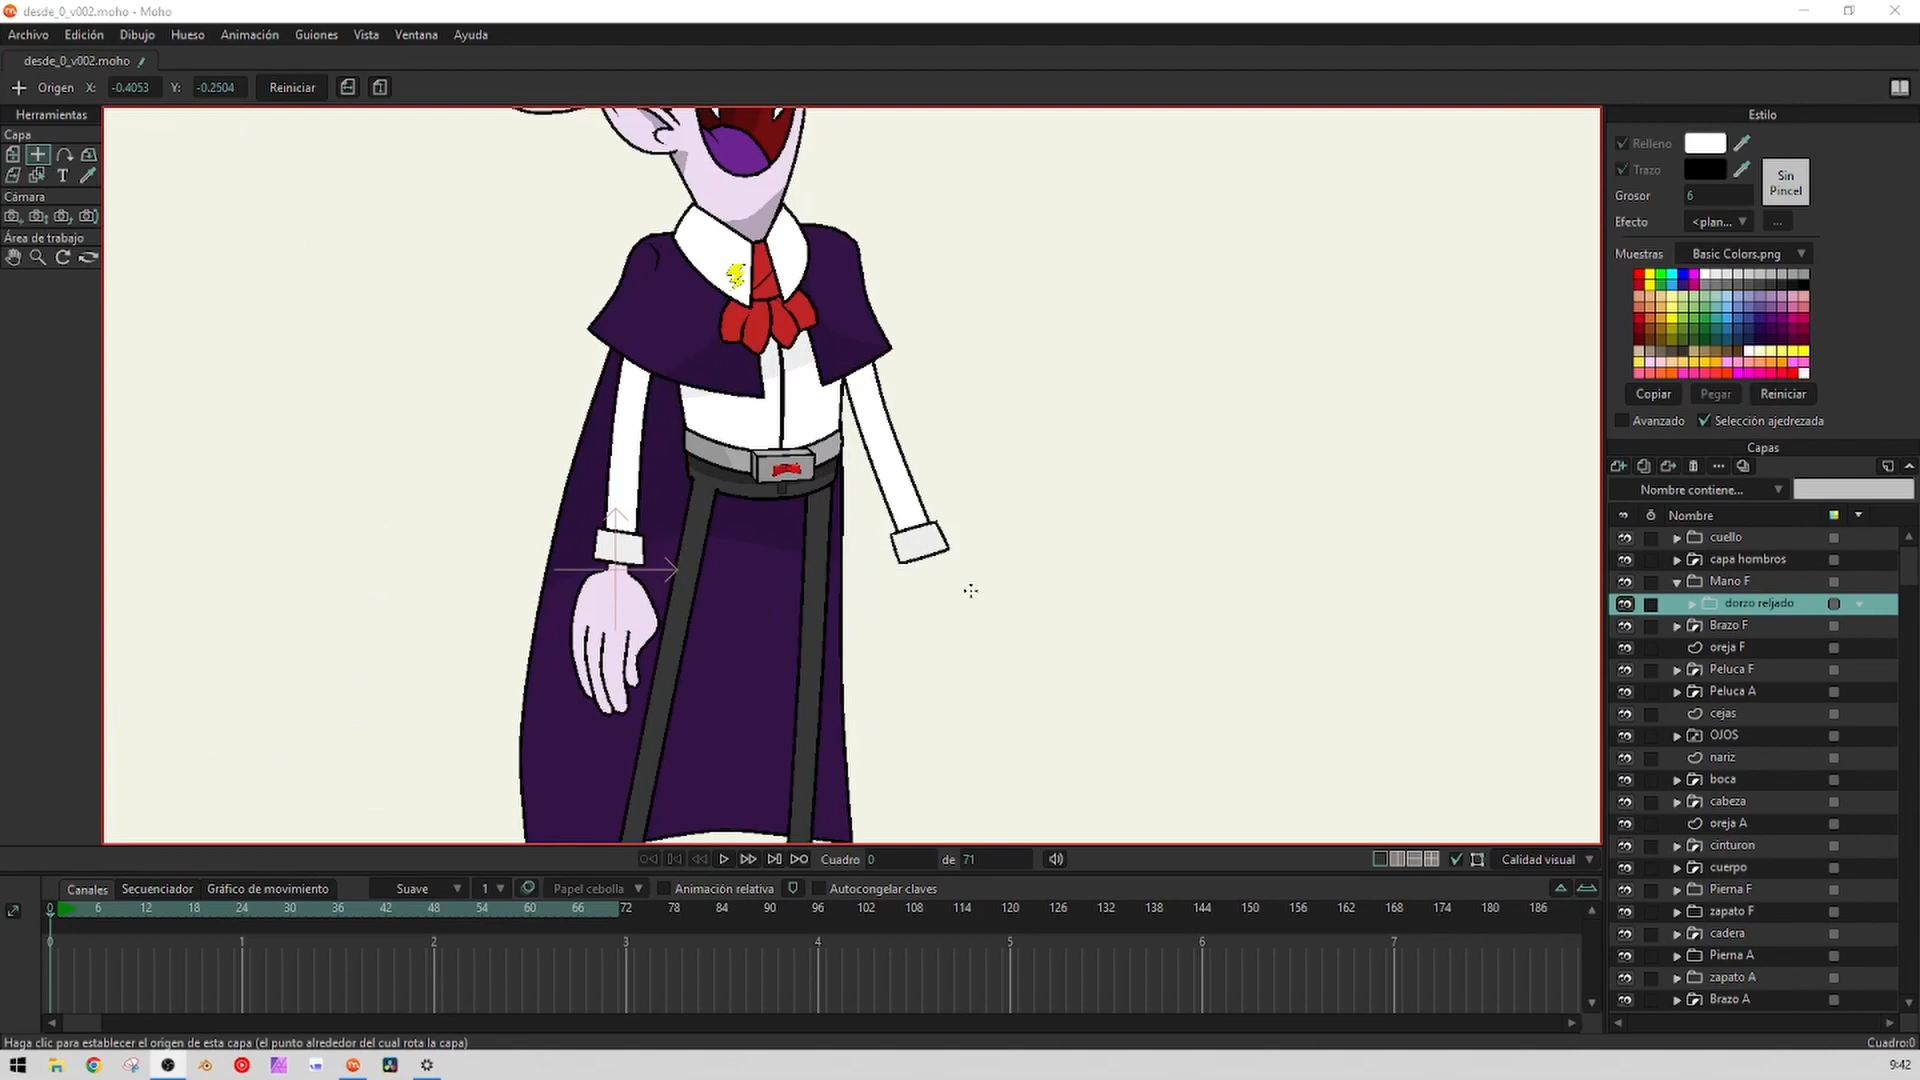 desde_0_v002.moho - Moho
Archivo Edición Dibujo Hueso Animación Guiones Vista Ventana Ayuda
desde_0_v002.moho
Origen X: -0.4053 Y: -0.2504 Reiniciar
Herramientas
Capa
T
Cámara
Área de trabajo
Estilo
Relleno
Trazo
Sin
Pincel
Grosor 6
Efecto <plan... ...
Muestras Basic Colors.png
Copiar Pegar Reiniciar
Avanzado Selección ajedrezada
Capas
Nombre contiene...
Nombre
cuello
capa hombros
Mano F
dorzo reljado
Brazo F
oreja F
Peluca F
Peluca A
cejas
OJOS
nariz
boca
cabeza
oreja A
cinturon
cuerpo
Pierna F
zapato F
cadera
Pierna A
zapato A
Brazo A
Cuadro 0 de 71
Calidad visual
Canales Secuenciador Gráfico de movimiento Suave 1 Papel cebolla Animación relativa Autocongelar claves
0 6 12 18 24 30 36 42 48 54 60 66 72 78 84 90 96 102 108 114 120 126 132 138 144 150 156 162 168 174 180 186
0 1 2 3 4 5 6 7
Haga clic para establecer el origen de esta capa (el punto alrededor del cual rota la capa)
Cuadro:0
9:42